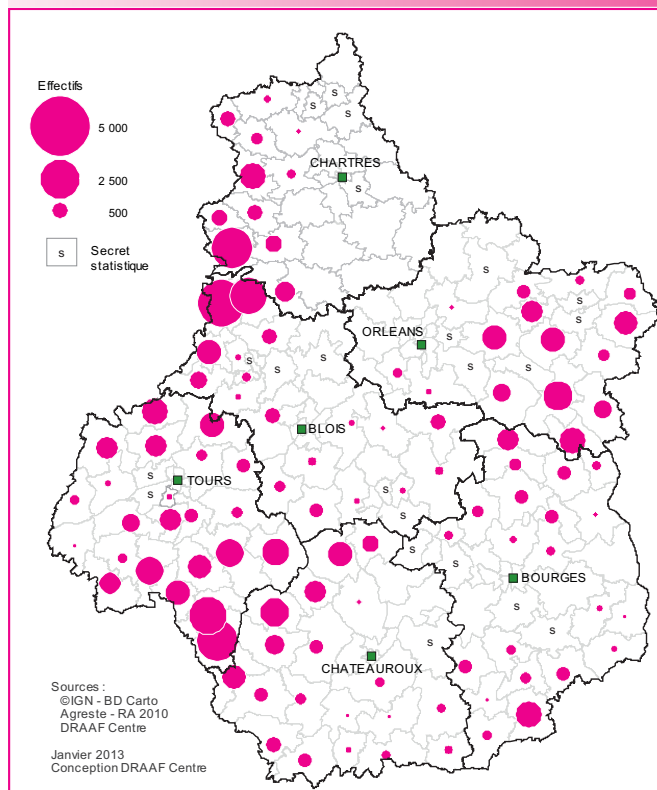 Effectifs
5 000
2 500
500
s Secret
statistique
s
s
s
s
CHARTRES
s
s
s
s
ORLEANS
s
s
s
s
s
s
s
BLOIS
s
TOURS
s
s
s
s
s
s
BOURGES
s
s
s
CHATEAUROUX
Sources :
©IGN - BD Carto
Agreste - RA 2010
DRAAF Centre
Janvier 2013
Conception DRAAF Centre